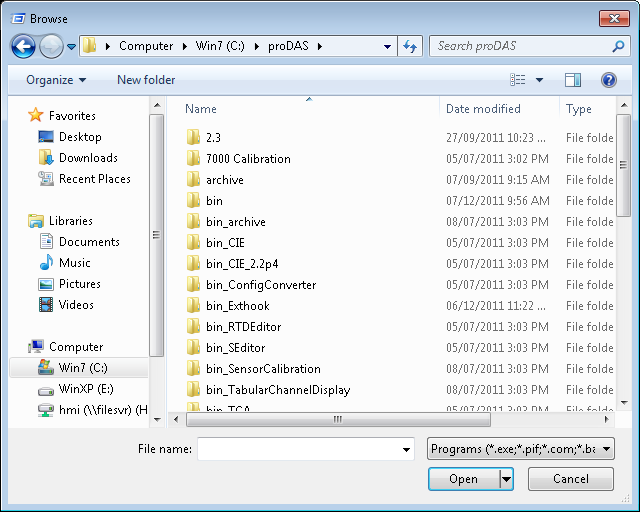 Browse
Computer Win7 (C:) proDAS
Search proDAS
Organize New folder
Name Date modified Type
Favorites
Desktop
Downloads
Recent Places
Libraries
Documents
Music
Pictures
Videos
Computer
Win7 (C:)
WinXP (E:)
hmi (\\filesvr) (H
2.3 27/09/2011 10:23 ... File folde
7000 Calibration 05/07/2011 3:02 PM File folde
archive 07/09/2011 9:15 AM File folde
bin 07/12/2011 9:56 AM File folde
bin_archive 08/07/2011 3:03 PM File folde
bin_CIE 05/07/2011 3:03 PM File folde
bin_CIE_2.2p4 05/07/2011 3:03 PM File folde
bin_ConfigConverter 05/07/2011 3:03 PM File folde
bin_Exthook 06/12/2011 11:22 ... File folde
bin_RTDEditor 05/07/2011 3:03 PM File folde
bin_SEditor 05/07/2011 3:03 PM File folde
bin_SensorCalibration 08/07/2011 3:03 PM File folde
bin_TabularChannelDisplay 08/07/2011 3:03 PM File folde
bin_TCA 05/07/2011 3:03 PM File folde
File name:
Programs (*.exe;*.pif;*.com;*.ba
Open Cancel